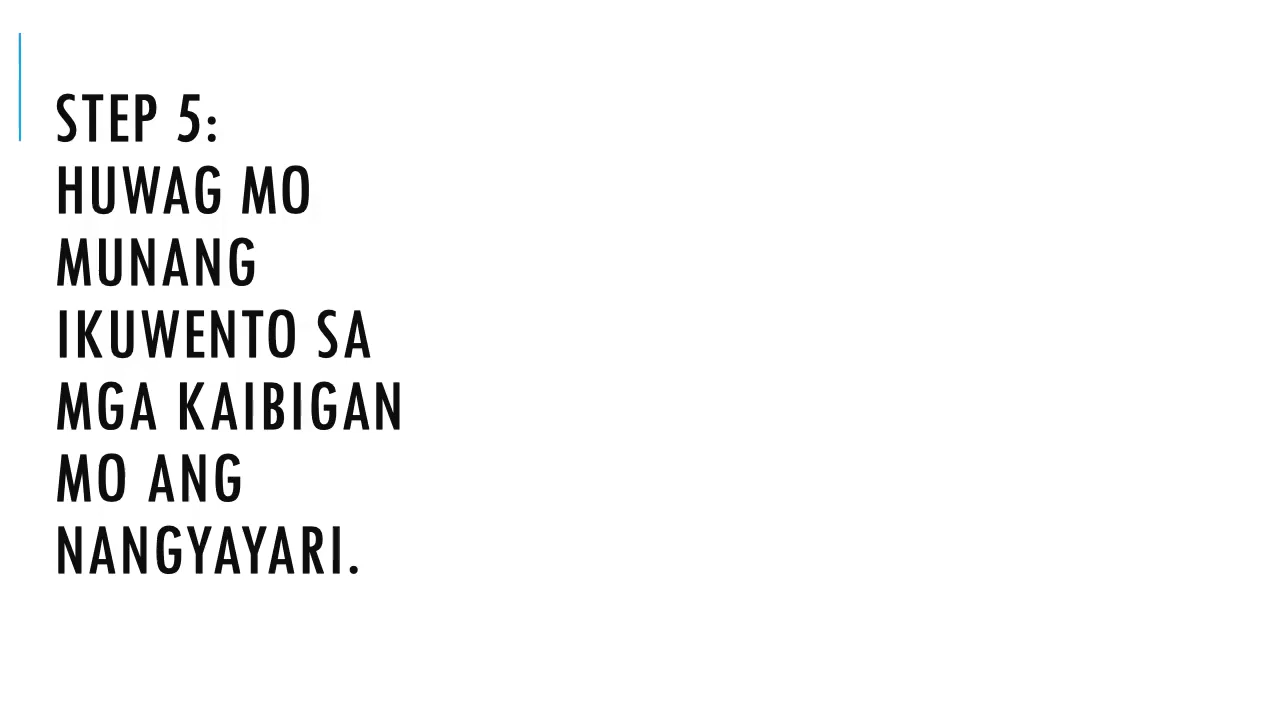 STEP 5:
HUWAG MO
MUNANG
IKUWENTO SA
MGA KAIBIGAN
MO ANG
NANGYAYARI.